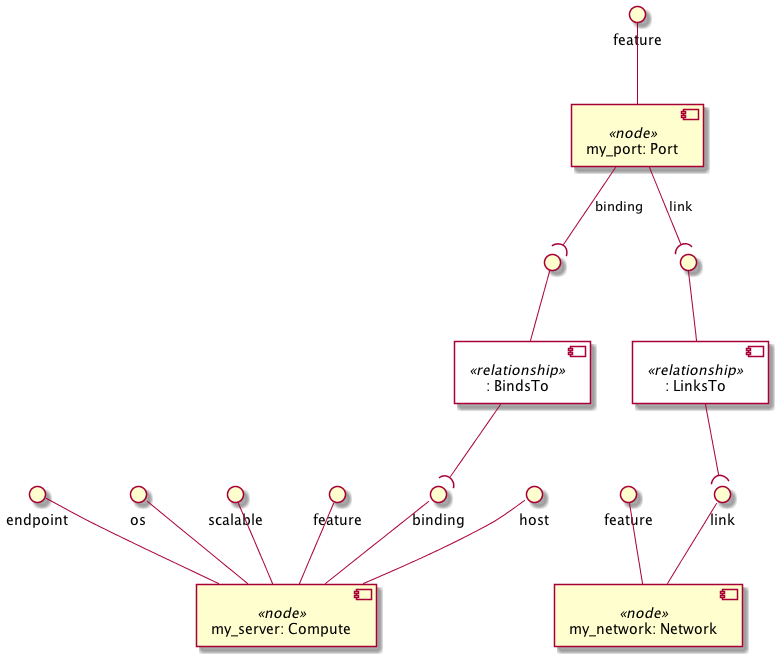 feature
«node»
my_port: Port
binding
link
«relationship»
: BindsTo
«relationship»
: LinksTo
endpoint
os
scalable
feature
binding
host
feature
link
«node»
my_server: Compute
«node»
my_network: Network